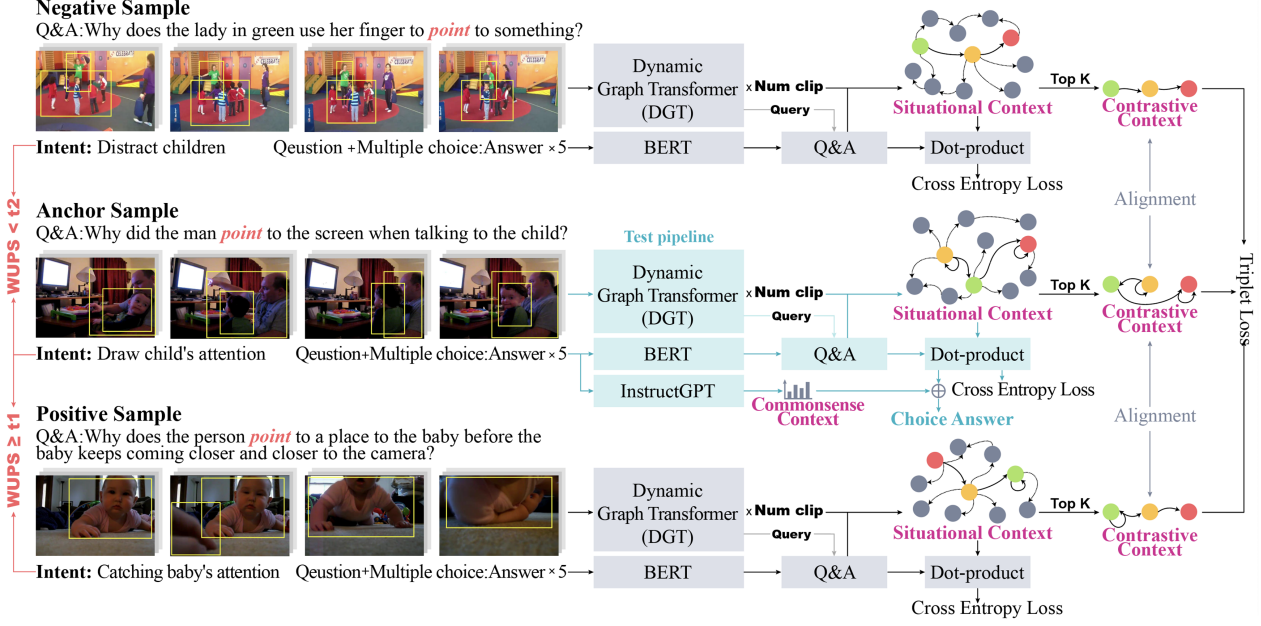 Negative Sample
Q&A:Why does the lady in green use her finger to point to something?
Dynamic
Graph Transformer
(DGT)
×Num clip
Query
Situational Context
Top K
Contrastive
Context
Intent: Distract children
Qeustion +Multiple choice:Answer ×5
BERT
Q&A
Dot-product
Cross Entropy Loss
Alignment
WUPS < t2
Anchor Sample
Q&A:Why did the man point to the screen when talking to the child?
Test pipeline
Dynamic
Graph Transformer
(DGT)
×Num clip
Query
Situational Context
Top K
Contrastive
Context
Triplet Loss
Intent: Draw child's attention
Qeustion+Multiple choice:Answer ×5
BERT
Q&A
Dot-product
InstructGPT
Commonsense
Context
Cross Entropy Loss
Choice Answer
Alignment
WUPS ≥ t1
Positive Sample
Q&A:Why does the person point to a place to the baby before the
baby keeps coming closer and closer to the camera?
Dynamic
Graph Transformer
(DGT)
×Num clip
Query
Situational Context
Top K
Contrastive
Context
Intent: Catching baby's attention
Qeustion+Multiple choice:Answer ×5
BERT
Q&A
Dot-product
Cross Entropy Loss